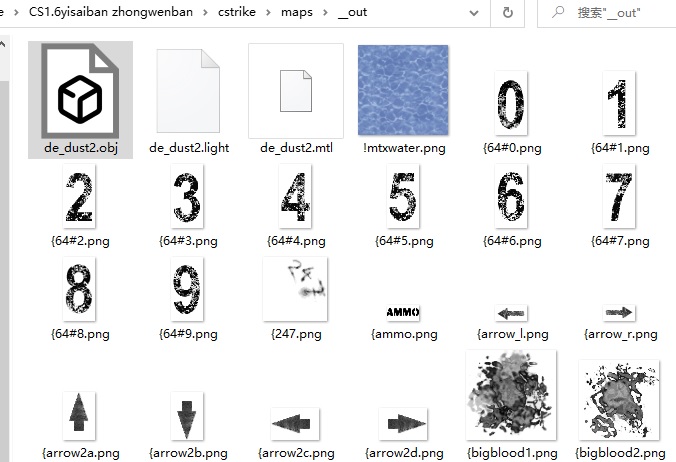 e > CS1.6yisaiban zhongwenban > cstrike > maps > __out
搜索"__out"
de_dust2.obj
de_dust2.light
de_dust2.mtl
!mtxwater.png
0
{64#0.png
1
{64#1.png
2
{64#2.png
3
{64#3.png
4
{64#4.png
5
{64#5.png
6
{64#6.png
7
{64#7.png
8
{64#8.png
9
{64#9.png
{247.png
AMMO
{ammo.png
{arrow_l.png
{arrow_r.png
{arrow2a.png
{arrow2b.png
{arrow2c.png
{arrow2d.png
{bigblood1.png
{bigblood2.png